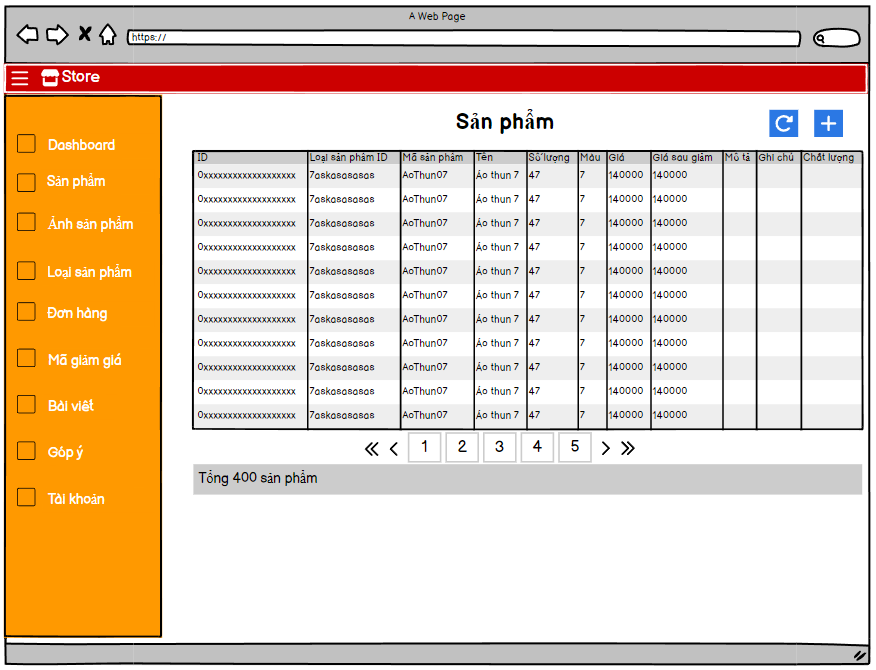 A Web Page
https://
Store
Sản phẩm
Dashboard
Sản phẩm
Ảnh sản phẩm
Loại sản phẩm
Đơn hàng
Mã giảm giá
Bài viết
Góp ý
Tài khoản
ID Loại sản phẩm ID Mã sản phẩm Tên Số lượng Màu Giá Giá sau giảm Mô tả Ghi chú Chất lượng
0xxxxxxxxxxxxxxxxxxx 7askasasasas AoThun07 Áo thun 7 47 7 140000 140000
0xxxxxxxxxxxxxxxxxxx 7askasasasas AoThun07 Áo thun 7 47 7 140000 140000
0xxxxxxxxxxxxxxxxxxx 7askasasasas AoThun07 Áo thun 7 47 7 140000 140000
0xxxxxxxxxxxxxxxxxxx 7askasasasas AoThun07 Áo thun 7 47 7 140000 140000
0xxxxxxxxxxxxxxxxxxx 7askasasasas AoThun07 Áo thun 7 47 7 140000 140000
0xxxxxxxxxxxxxxxxxxx 7askasasasas AoThun07 Áo thun 7 47 7 140000 140000
0xxxxxxxxxxxxxxxxxxx 7askasasasas AoThun07 Áo thun 7 47 7 140000 140000
0xxxxxxxxxxxxxxxxxxx 7askasasasas AoThun07 Áo thun 7 47 7 140000 140000
0xxxxxxxxxxxxxxxxxxx 7askasasasas AoThun07 Áo thun 7 47 7 140000 140000
0xxxxxxxxxxxxxxxxxxx 7askasasasas AoThun07 Áo thun 7 47 7 140000 140000
0xxxxxxxxxxxxxxxxxxx 7askasasasas AoThun07 Áo thun 7 47 7 140000 140000
1 2 3 4 5
Tổng 400 sản phẩm